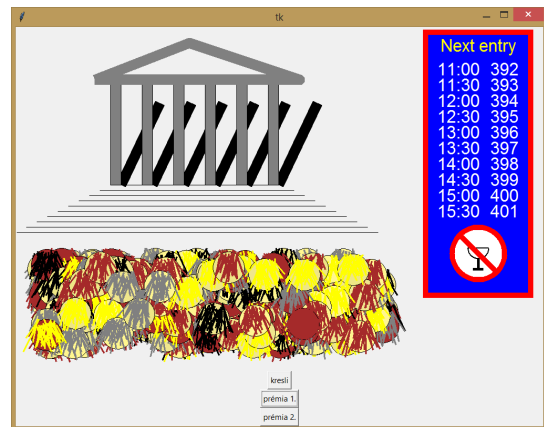 tk
Next entry
11:00 392
11:30 393
12:00 394
12:30 395
13:00 396
13:30 397
14:00 398
14:30 399
15:00 400
15:30 401
kresli
prémia 1.
prémia 2.